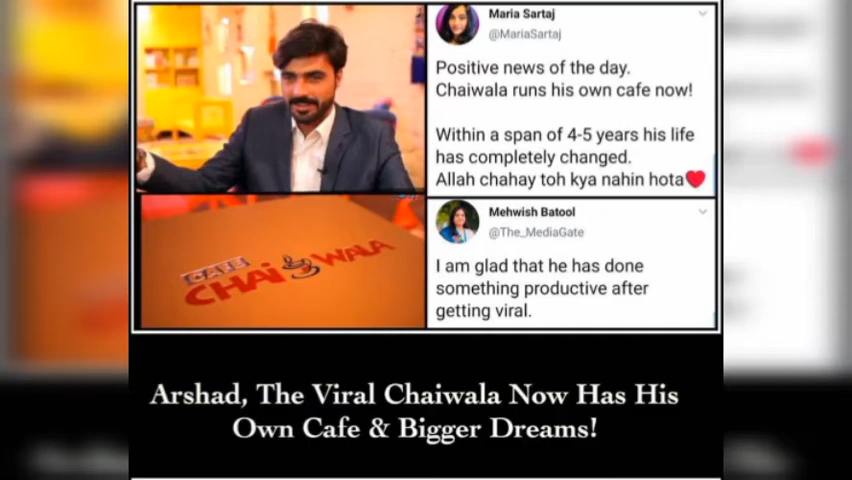 Maria Sartaj
@MariaSartaj
Positive news of the day.
Chaiwala runs his own cafe now!
Within a span of 4-5 years his life
has completely changed.
Allah chahay toh kya nahin hota❤
CAFE
CHAI WALA
Mehwish Batool
@The_MediaGate
I am glad that he has done
something productive after
getting viral.
Arshad, The Viral Chaiwala Now Has His
Own Cafe & Bigger Dreams!